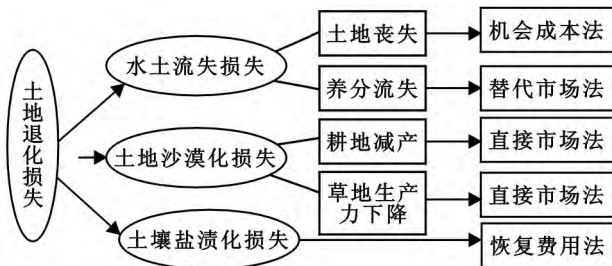 土地退化损失
水土流失损失
土地丧失
机会成本法
养分流失
替代市场法
土地沙漠化损失
耕地减产
直接市场法
草地生产
力下降
直接市场法
土壤盐渍化损失
恢复费用法